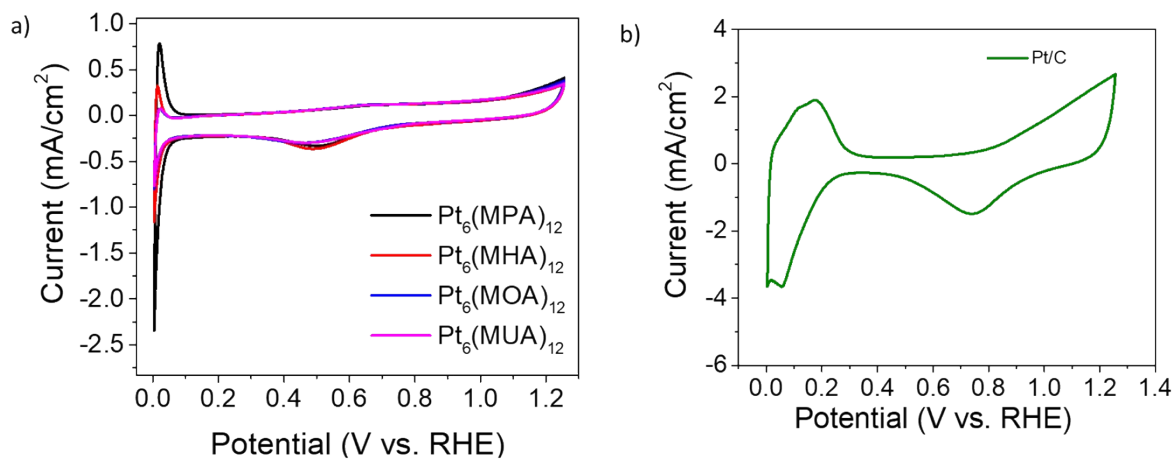 a)
Current (mA/cm²)
1.0
0.5
0.0
-0.5
-1.0
-1.5
-2.0
-2.5
Pt₆(MPA)₁₂
Pt₆(MHA)₁₂
Pt₆(MOA)₁₂
Pt₆(MUA)₁₂
0.0 0.2 0.4 0.6 0.8 1.0 1.2
Potential (V vs. RHE)
b)
Current (mA/cm²)
4
2
0
-2
-4
-6
Pt/C
0.0 0.2 0.4 0.6 0.8 1.0 1.2 1.4
Potential (V vs. RHE)